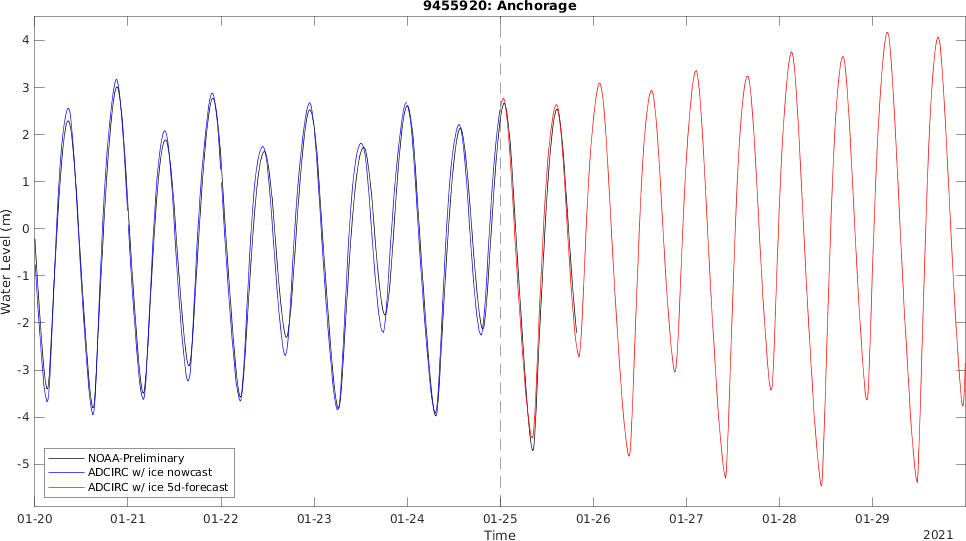 9455920: Anchorage
4
3
2
1
0
-1
-2
-3
-4
-5
Water Level (m)
NOAA-Preliminary
ADCIRC w/ ice nowcast
ADCIRC w/ ice 5d-forecast
01-20 01-21 01-22 01-23 01-24 01-25 01-26 01-27 01-28 01-29
Time
2021